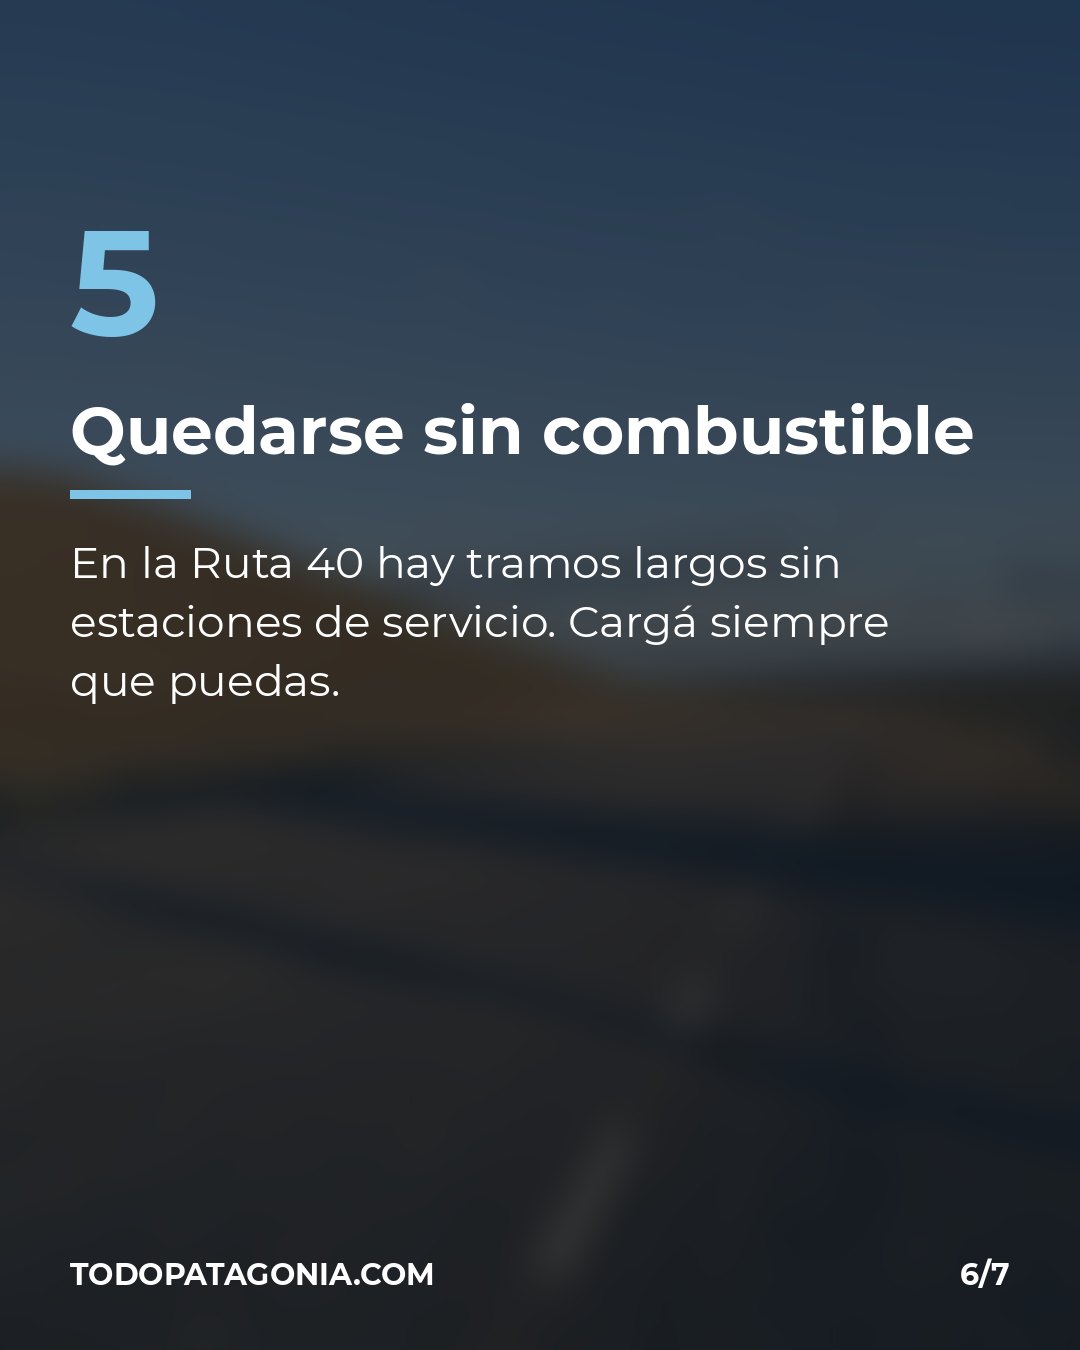 5
Quedarse sin combustible
En la Ruta 40 hay tramos largos sin
estaciones de servicio. Cargá siempre
que puedas.
TODOPATAGONIA.COM
6/7